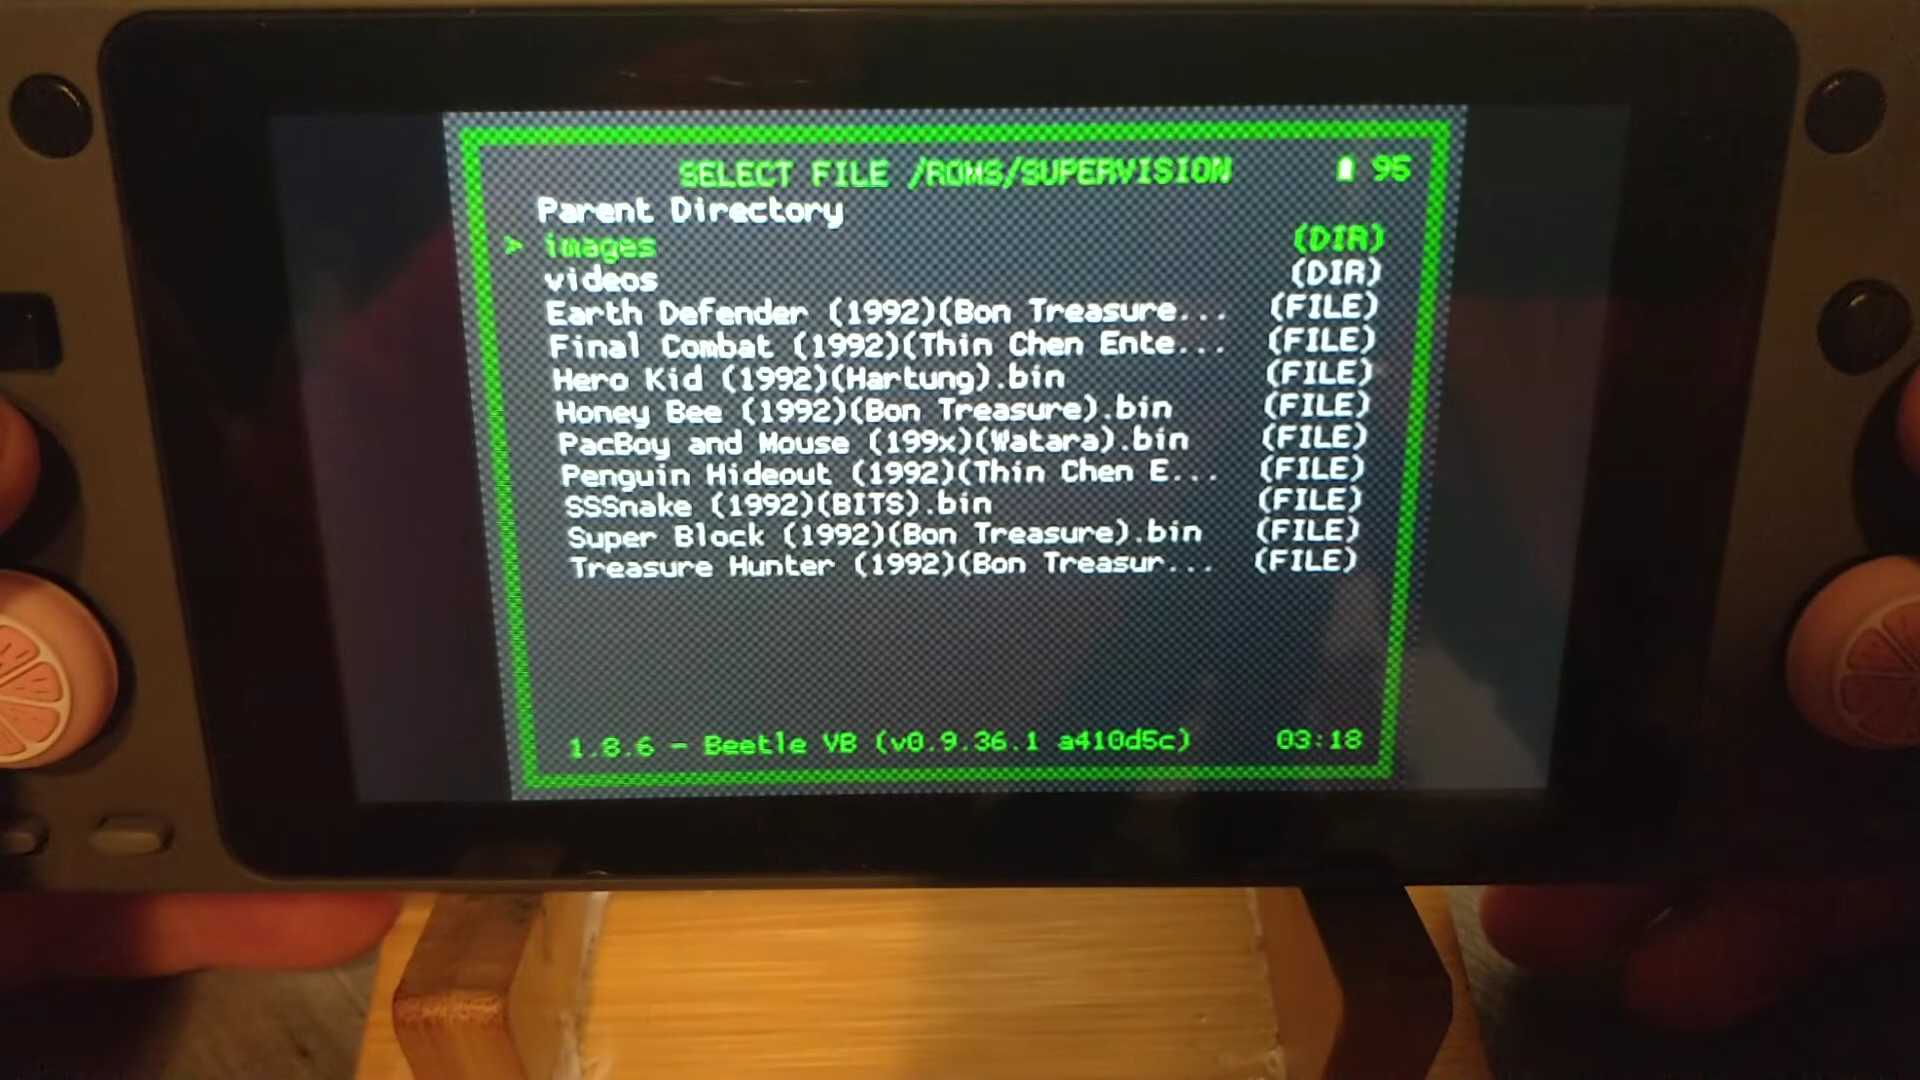 SELECT FILE /ROMS/SUPERVISION 95
Parent Directory
> images (DIR)
videos (DIR)
Earth Defender (1992)(Bon Treasure... (FILE)
Final Combat (1992)(Thin Chen Ente... (FILE)
Hero Kid (1992)(Hartung).bin (FILE)
Honey Bee (1992)(Bon Treasure).bin (FILE)
PacBoy and Mouse (199x)(Watara).bin (FILE)
Penguin Hideout (1992)(Thin Chen E... (FILE)
SSSnake (1992)(BITS).bin (FILE)
Super Block (1992)(Bon Treasure).bin (FILE)
Treasure Hunter (1992)(Bon Treasur... (FILE)
1.8.6 - Beetle VB (v0.9.36.1 a410d5c) 03:18